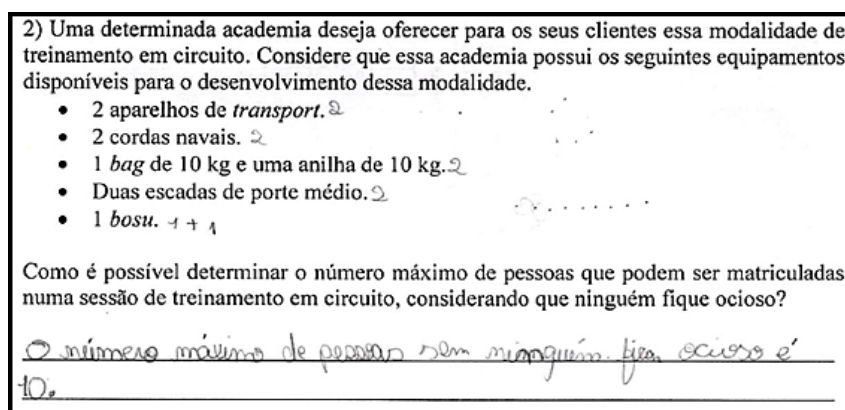 2) Uma determinada academia deseja oferecer para os seus clientes essa modalidade de
treinamento em circuito. Considere que essa academia possui os seguintes equipamentos
disponíveis para o desenvolvimento dessa modalidade.
• 2 aparelhos de transport. 2
• 2 cordas navais. 2
• 1 bag de 10 kg e uma anilha de 10 kg. 2
• Duas escadas de porte médio. 2
• 1 bosu. 1 + 1
Como é possível determinar o número máximo de pessoas que podem ser matriculadas
numa sessão de treinamento em circuito, considerando que ninguém fique ocioso?
O número máximo de pessoas sem ninguém fica ocioso é
10.